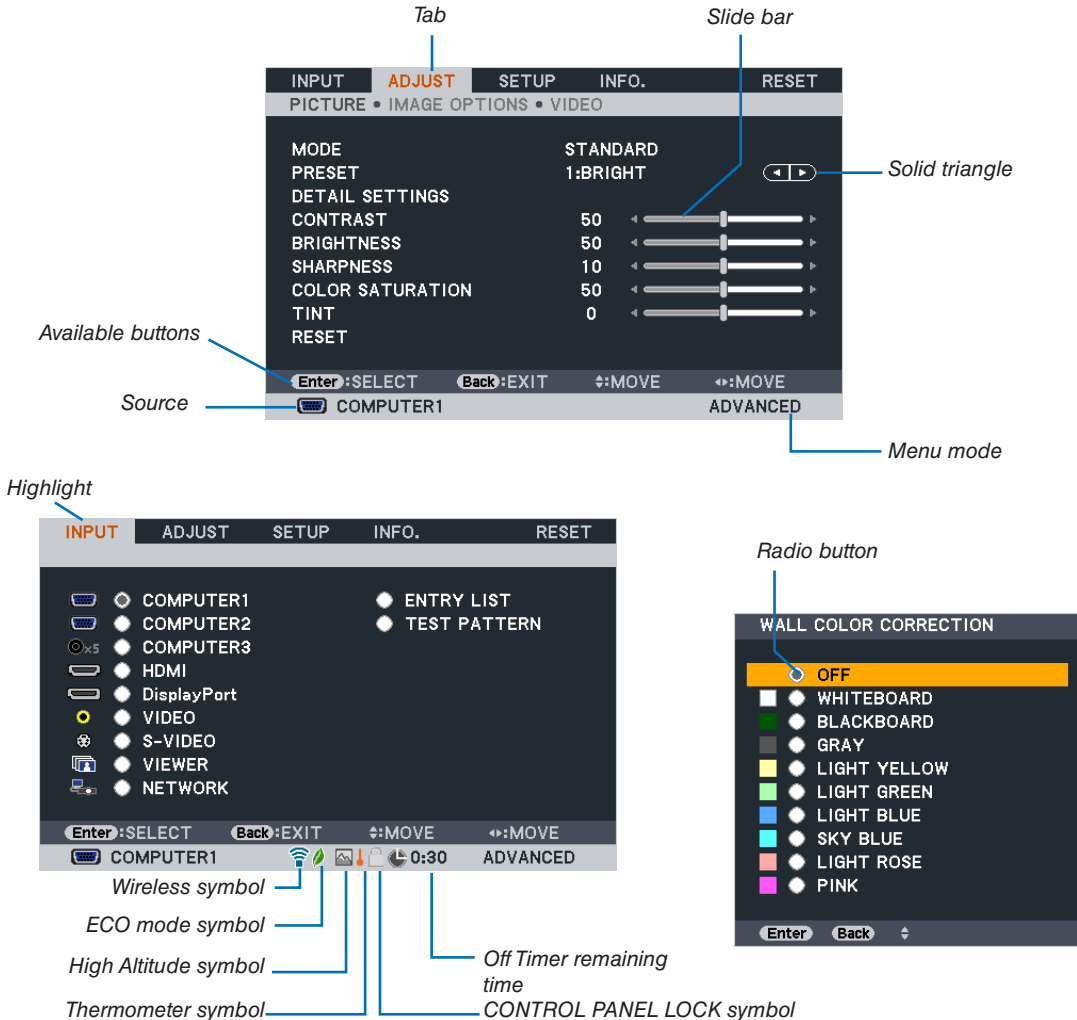 Tab
Slide bar
INPUT ADJUST SETUP INFO. RESET
PICTURE • IMAGE OPTIONS • VIDEO
MODE STANDARD
PRESET 1:BRIGHT
Solid triangle
DETAIL SETTINGS
CONTRAST 50
BRIGHTNESS 50
SHARPNESS 10
COLOR SATURATION 50
TINT 0
RESET
Available buttons
Enter:SELECT Back:EXIT :MOVE :MOVE
Source
COMPUTER1 ADVANCED
Menu mode
Highlight
INPUT ADJUST SETUP INFO. RESET
COMPUTER1 ENTRY LIST
COMPUTER2 TEST PATTERN
×5 COMPUTER3
HDMI
DisplayPort
VIDEO
S-VIDEO
VIEWER
NETWORK
Enter:SELECT Back:EXIT :MOVE :MOVE
COMPUTER1 0:30 ADVANCED
Wireless symbol
ECO mode symbol
High Altitude symbol
Thermometer symbol
Off Timer remaining
time
CONTROL PANEL LOCK symbol
Radio button
WALL COLOR CORRECTION
OFF
WHITEBOARD
BLACKBOARD
GRAY
LIGHT YELLOW
LIGHT GREEN
LIGHT BLUE
SKY BLUE
LIGHT ROSE
PINK
Enter Back